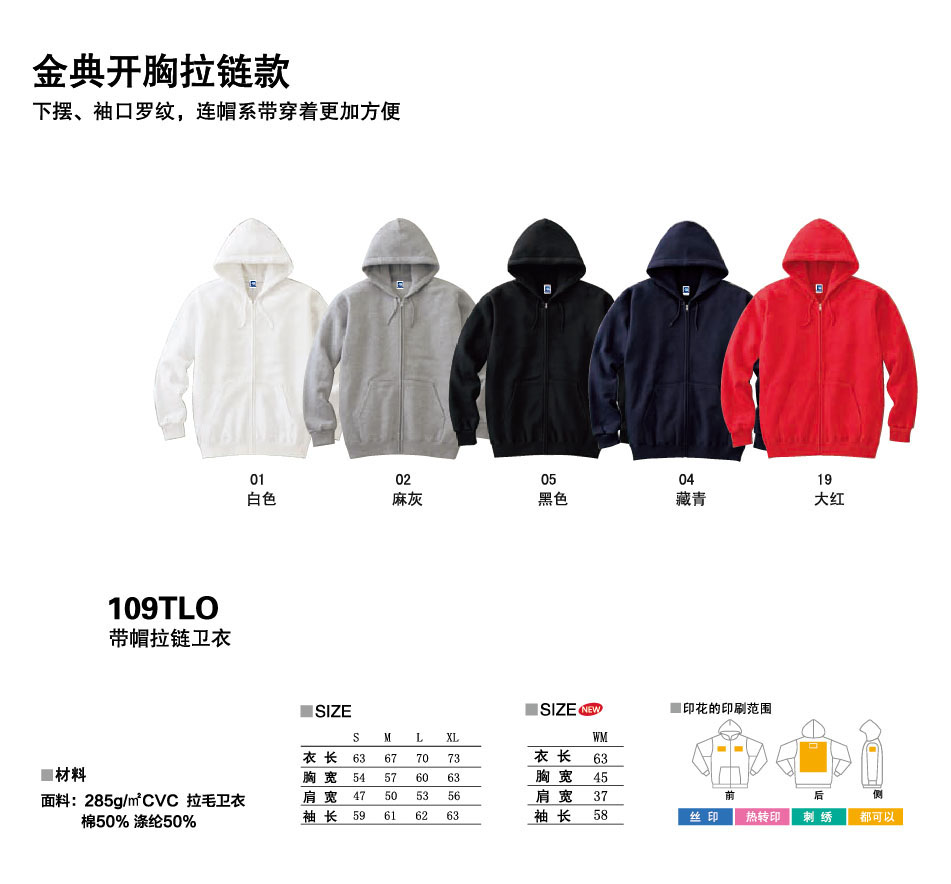 金典开胸拉链款
下摆、袖口罗纹，连帽系带穿着更加方便
01 02 05 04 19
白色 麻灰 黑色 藏青 大红
109TLO
带帽拉链卫衣
材料
面料：285g/㎡CVC 拉毛卫衣
棉50% 涤纶50%
SIZE
S M L XL
衣长 63 67 70 73
胸宽 54 57 60 63
肩宽 47 50 53 56
袖长 59 61 62 63
SIZE NEW
WM
衣长 63
胸宽 45
肩宽 37
袖长 58
印花的印刷范围
前 后 侧
丝印 热转印 刺绣 都可以